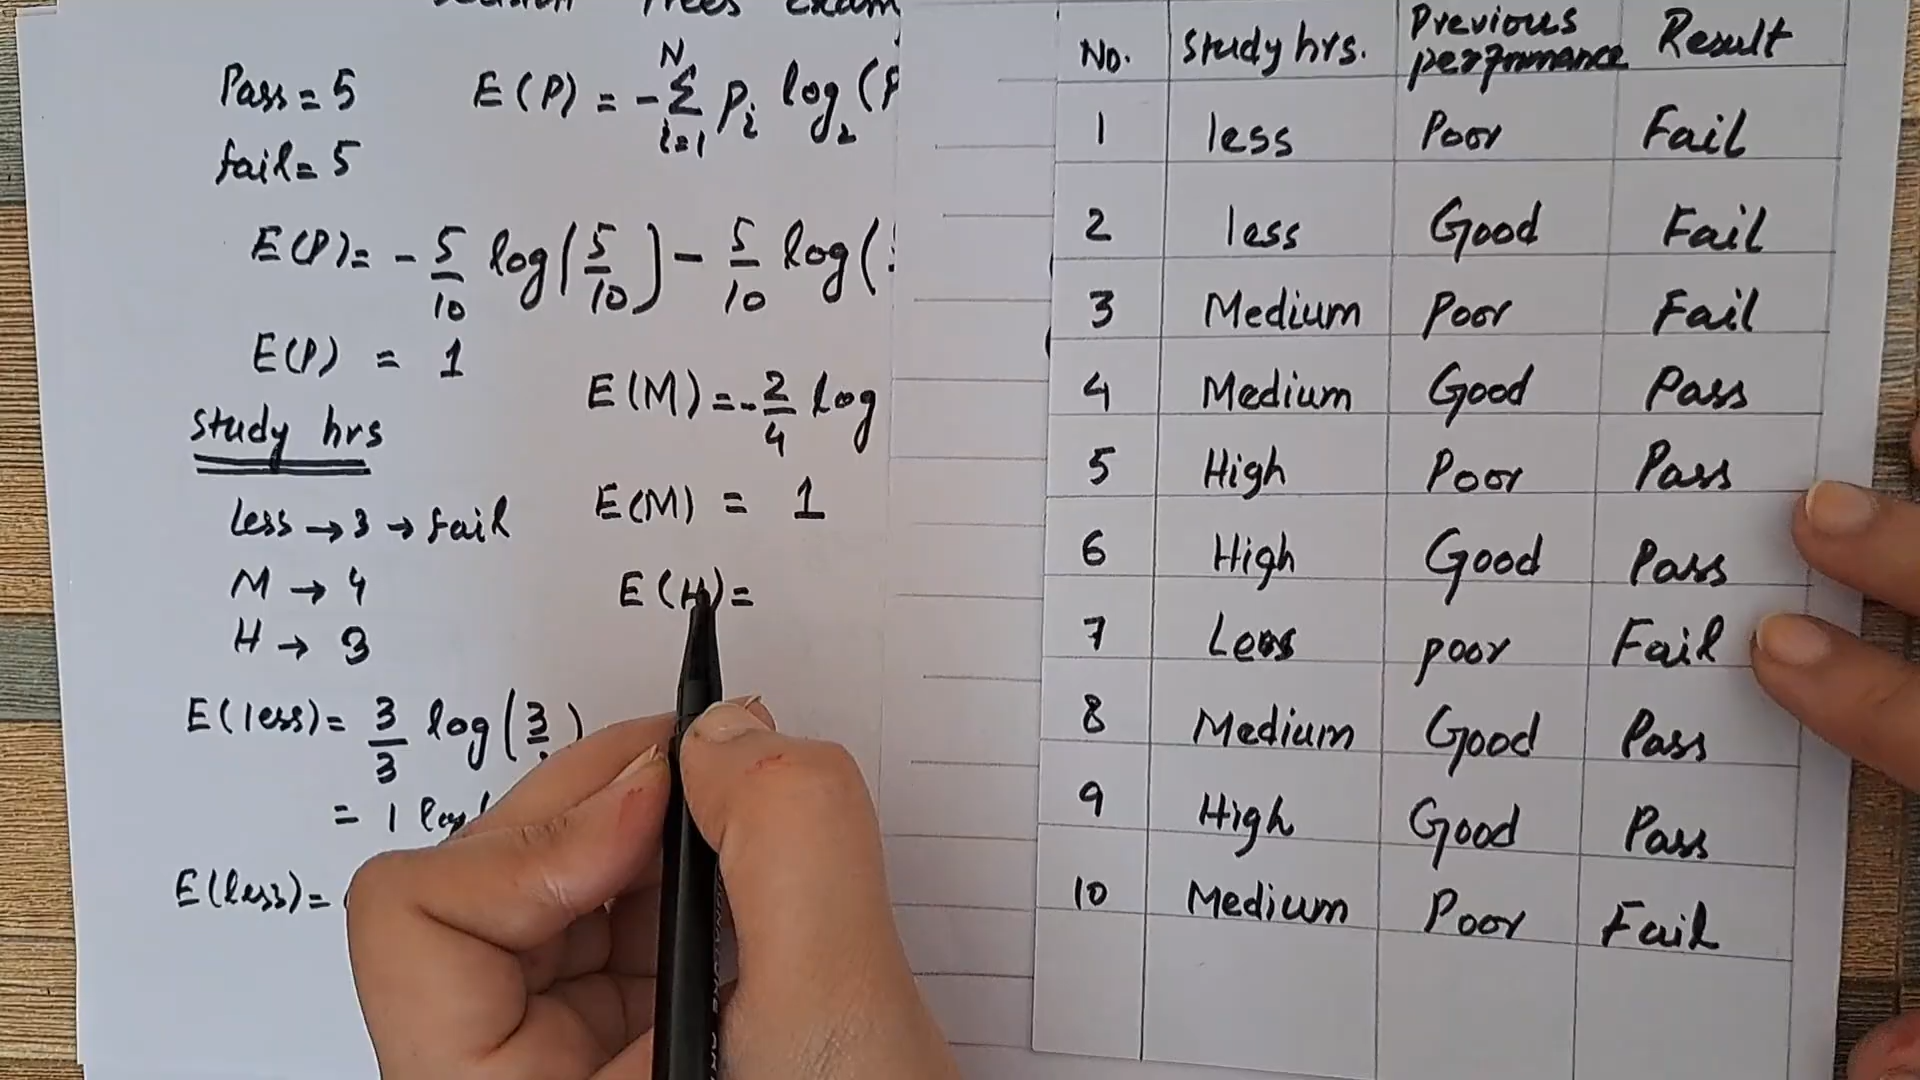 Trees Exam
Pass = 5
E(P) = -Σ N i=1 pi log2(P
fail = 5
E(P) = - 5/10 log(5/10) - 5/10 log(
E(P) = 1
E(M) = - 2/4 log
study hrs
E(M) = 1
less → 3 → fail
M → 4
E(H) =
H → 3
E(less) = 3/3 log(3/
= 1 log
E(less) =
No. Study hrs. Previous performance Result
1 less Poor Fail
2 less Good Fail
3 Medium Poor Fail
4 Medium Good Pass
5 High Poor Pass
6 High Good Pass
7 Less poor Fail
8 Medium Good Pass
9 High Good Pass
10 Medium Poor Fail